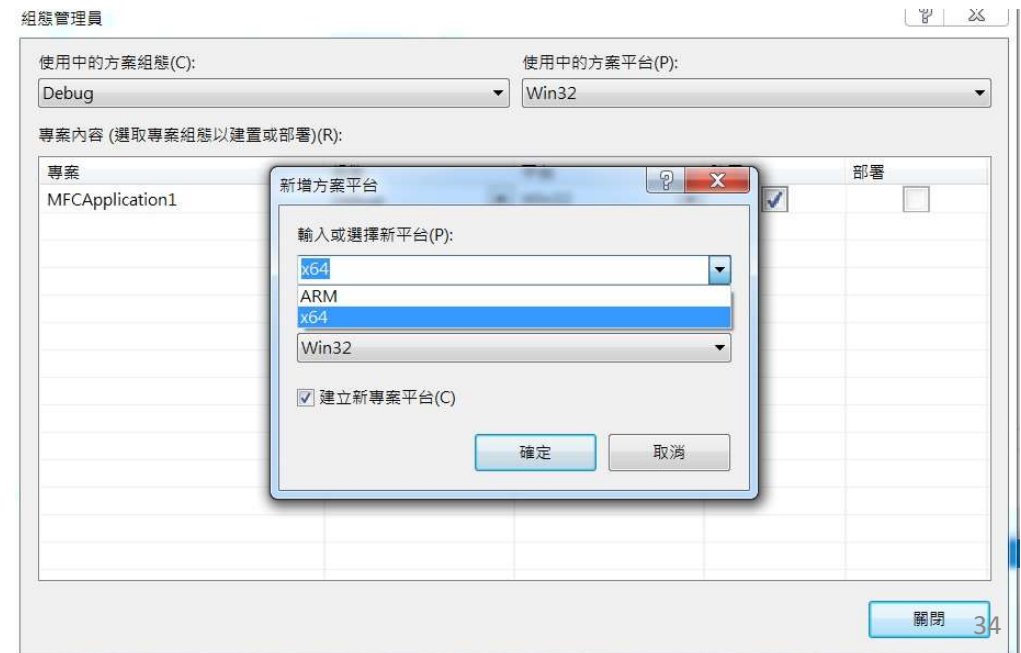 組態管理員
使用中的方案組態(C): 使用中的方案平台(P):
Debug Win32
專案內容 (選取專案組態以建置或部署)(R):
專案 部署
MFCApplication1
新增方案平台
輸入或選擇新平台(P):
x64
ARM
x64
Win32
建立新專案平台(C)
確定 取消
關閉
34